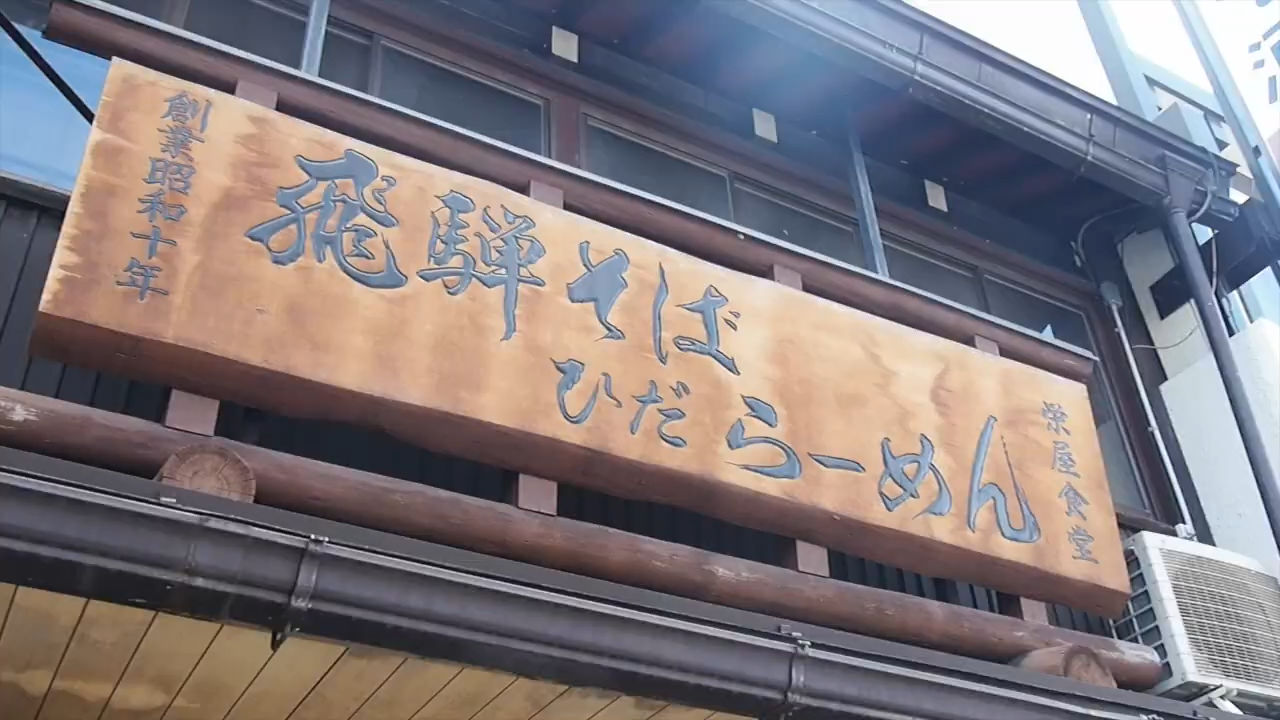 創業昭和十年
飛騨そば
ひだらーめん
栄屋食堂